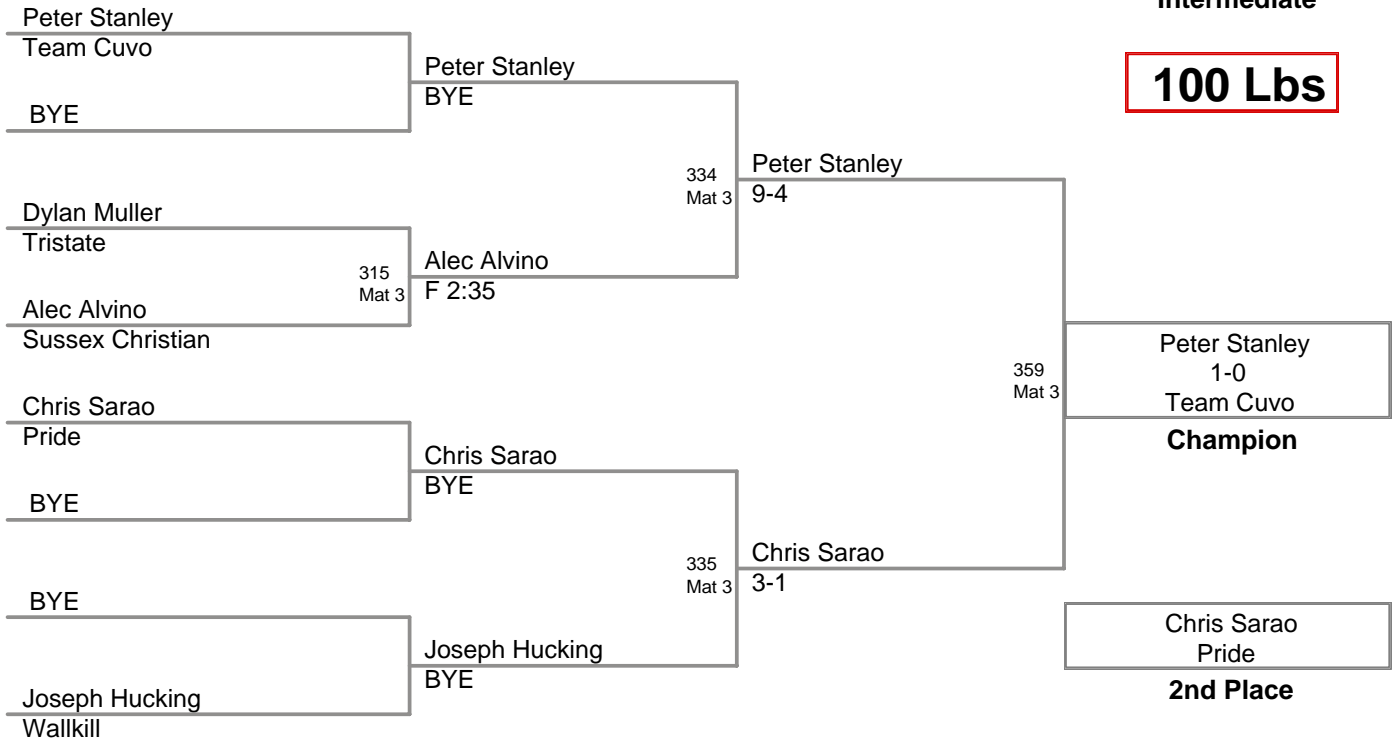 Intermediate
100 Lbs
Peter Stanley
Team Cuvo
BYE
Dylan Muller
Tristate
Alec Alvino
Sussex Christian
Chris Sarao
Pride
BYE
BYE
Joseph Hucking
Wallkill
Peter Stanley
BYE
315
Mat 3
Alec Alvino
F 2:35
Chris Sarao
BYE
Joseph Hucking
BYE
334
Mat 3
Peter Stanley
9-4
335
Mat 3
Chris Sarao
3-1
359
Mat 3
Peter Stanley
1-0
Team Cuvo
Champion
Chris Sarao
Pride
2nd Place